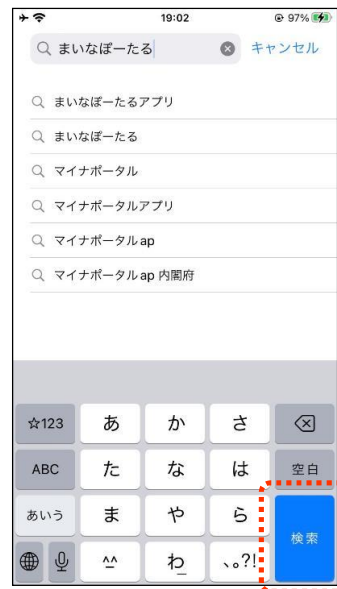 19:02 97%
まいなぽーたる キャンセル
まいなぽーたるアプリ
まいなぽーたる
マイナポータル
マイナポータルアプリ
マイナポータル ap
マイナポータル ap 内閣府
☆123 あ か さ
ABC た な は 空白
あいう ま や ら 検索
^^ わ_ 、。?!